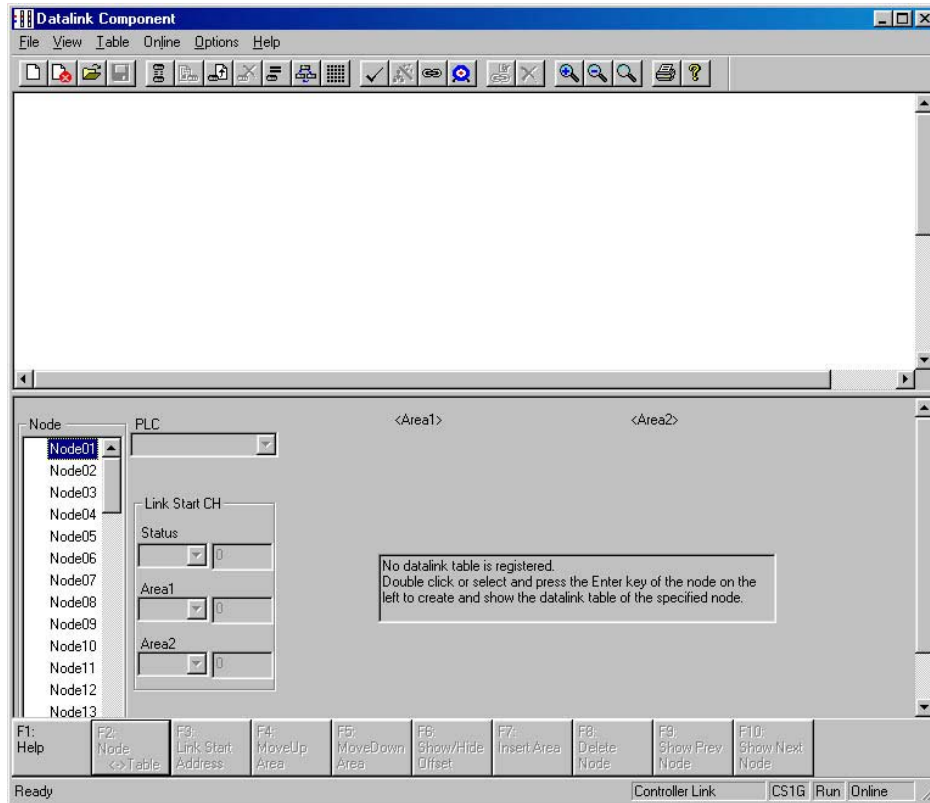 Datalink Component
File View Table Online Options Help
<Area1> <Area2>
Node
Node01
Node02
Node03
Node04
Node05
Node06
Node07
Node08
Node09
Node10
Node11
Node12
Node13
PLC
Link Start CH
Status
0
Area1
0
Area2
0
No datalink table is registered.
Double click or select and press the Enter key of the node on the
left to create and show the datalink table of the specified node.
F1:
Help
F2:
Node
<->Table
F3:
Link Start
Address
F4:
MoveUp
Area
F5:
MoveDown
Area
F6:
Show/Hide
Offset
F7:
Insert Area
F8:
Delete
Node
F9:
Show Prev
Node
F10:
Show Next
Node
Ready Controller Link CS1G Run Online